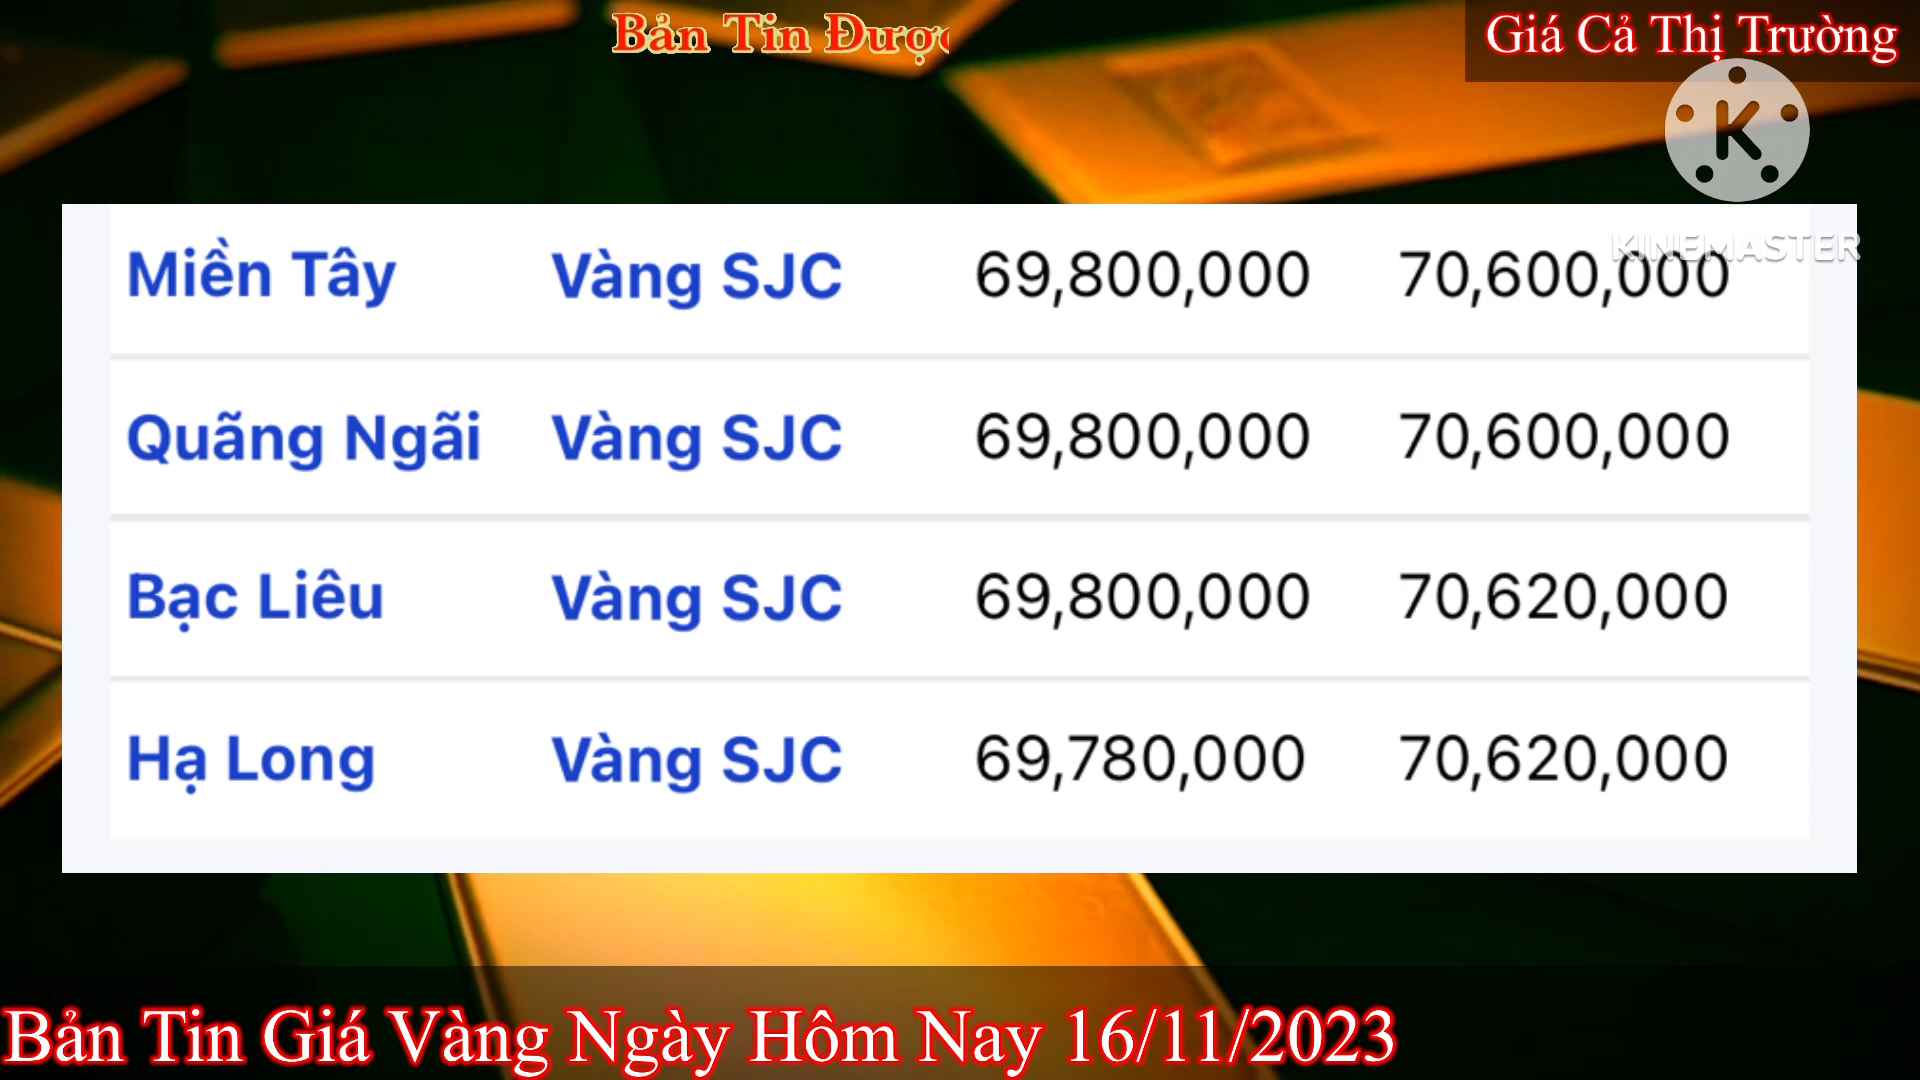 Bản Tin Được
Giá Cả Thị Trường
K
KINEMASTER
Miền Tây Vàng SJC 69,800,000 70,600,000
Quãng Ngãi Vàng SJC 69,800,000 70,600,000
Bạc Liêu Vàng SJC 69,800,000 70,620,000
Hạ Long Vàng SJC 69,780,000 70,620,000
Bản Tin Giá Vàng Ngày Hôm Nay 16/11/2023